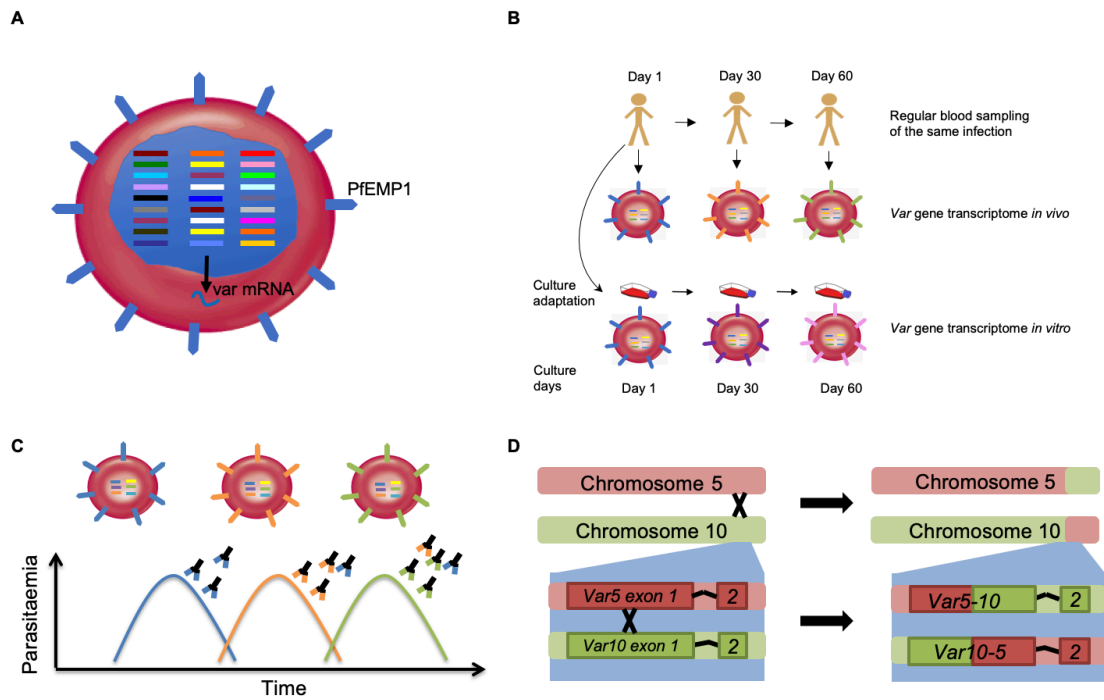 A
PfEMP1
var mRNA
B
Day 1
Day 30
Day 60
Regular blood sampling
of the same infection
Var gene transcriptome in vivo
Culture
adaptation
Var gene transcriptome in vitro
Culture
days
Day 1
Day 30
Day 60
C
Parasitaemia
Time
D
Chromosome 5
Chromosome 10
Var5 exon 1
2
Var10 exon 1
2
Chromosome 5
Chromosome 10
Var5-10
2
Var10-5
2